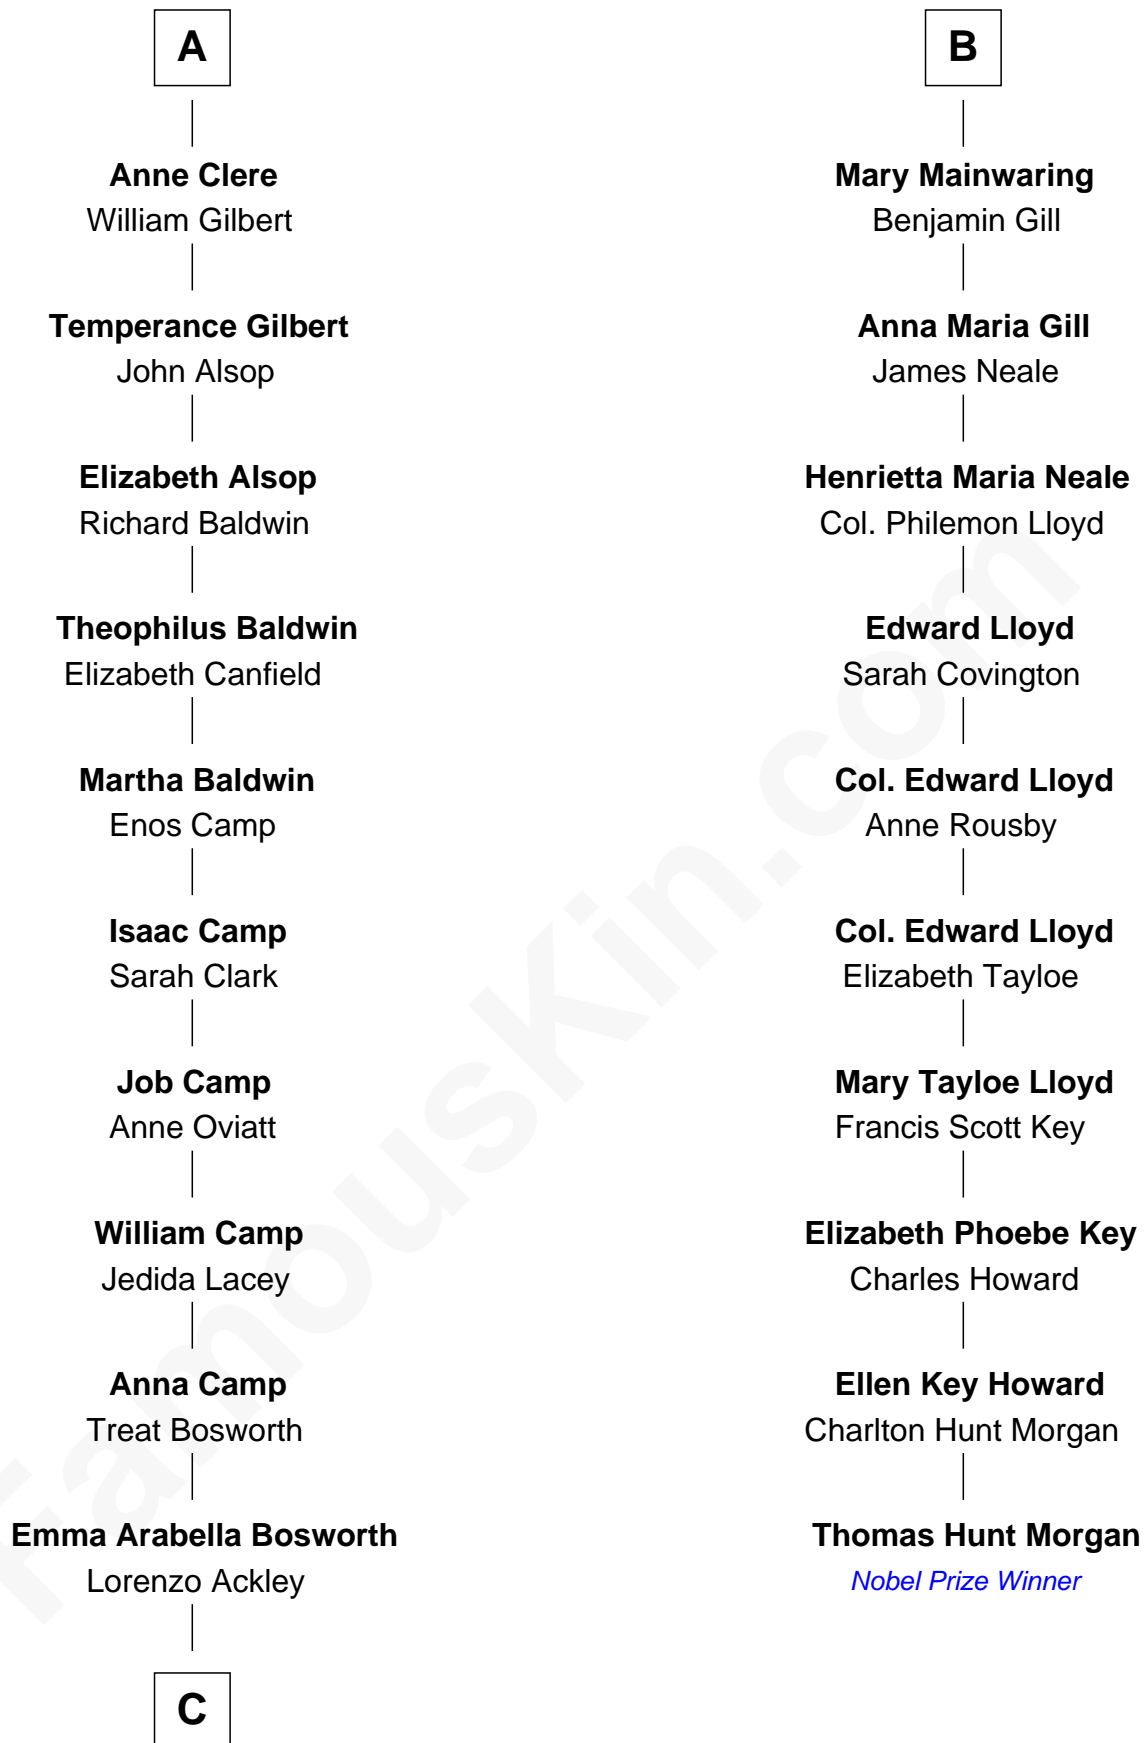 A
Anne Clere
William Gilbert
Temperance Gilbert
John Alsop
Elizabeth Alsop
Richard Baldwin
Theophilus Baldwin
Elizabeth Canfield
Martha Baldwin
Enos Camp
Isaac Camp
Sarah Clark
Job Camp
Anne Oviatt
William Camp
Jedida Lacey
Anna Camp
Treat Bosworth
Emma Arabella Bosworth
Lorenzo Ackley
C
B
Mary Mainwaring
Benjamin Gill
Anna Maria Gill
James Neale
Henrietta Maria Neale
Col. Philemon Lloyd
Edward Lloyd
Sarah Covington
Col. Edward Lloyd
Anne Rousby
Col. Edward Lloyd
Elizabeth Tayloe
Mary Tayloe Lloyd
Francis Scott Key
Elizabeth Phoebe Key
Charles Howard
Ellen Key Howard
Charlton Hunt Morgan
Thomas Hunt Morgan
Nobel Prize Winner
FamousKin.com